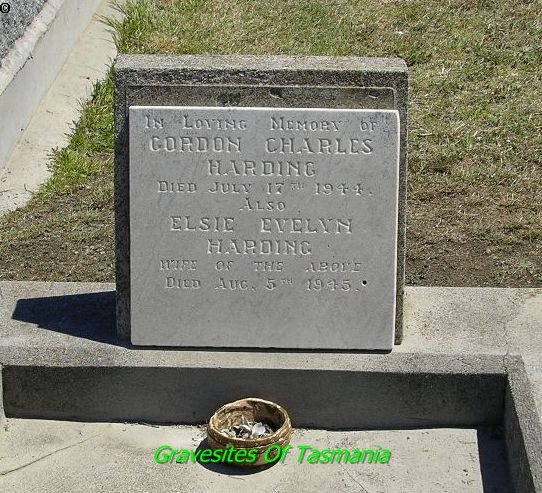 In Loving Memory of
GORDON CHARLES
HARDING
Died July 17th 1944.
Also
ELSIE EVELYN
HARDING
WIFE OF THE ABOVE
Died Aug. 5th 1945.
Gravesites Of Tasmania